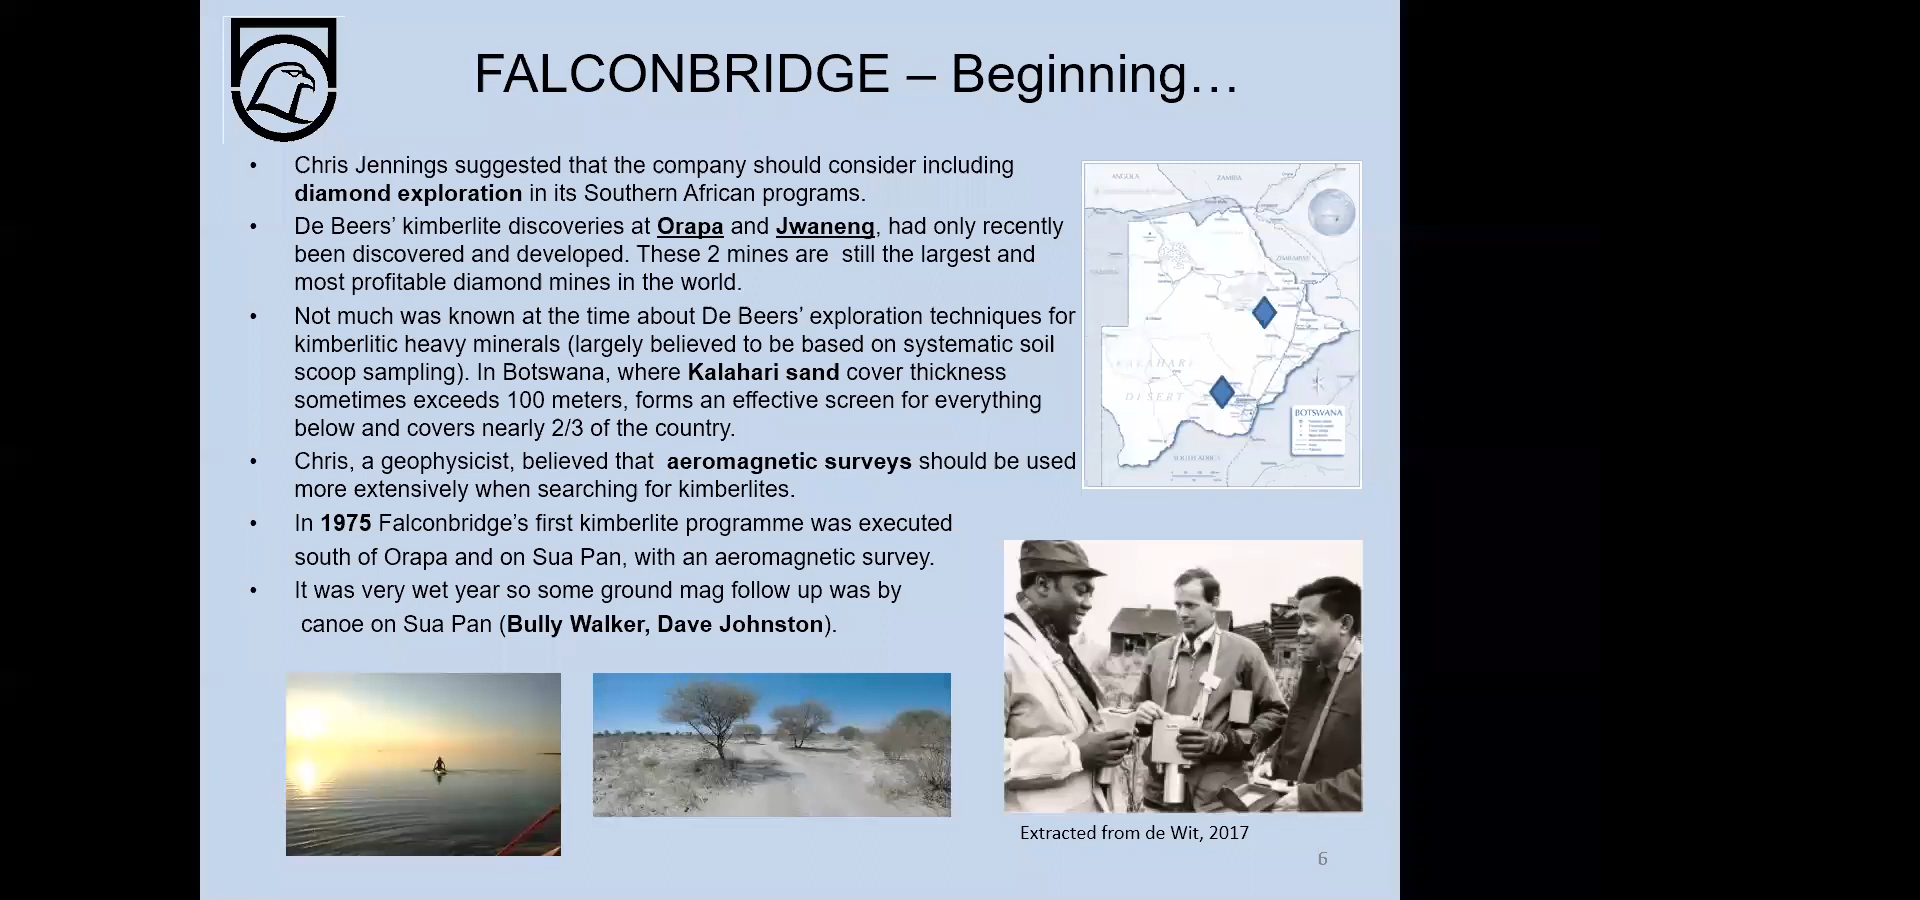 FALCONBRIDGE – Beginning…
• Chris Jennings suggested that the company should consider including
diamond exploration in its Southern African programs.
• De Beers’ kimberlite discoveries at Orapa and Jwaneng, had only recently
been discovered and developed. These 2 mines are  still the largest and
most profitable diamond mines in the world.
• Not much was known at the time about De Beers’ exploration techniques for
kimberlitic heavy minerals (largely believed to be based on systematic soil
scoop sampling). In Botswana, where Kalahari sand cover thickness
sometimes exceeds 100 meters, forms an effective screen for everything
below and covers nearly 2/3 of the country.
• Chris, a geophysicist, believed that  aeromagnetic surveys should be used
more extensively when searching for kimberlites.
• In 1975 Falconbridge’s first kimberlite programme was executed
south of Orapa and on Sua Pan, with an aeromagnetic survey.
• It was very wet year so some ground mag follow up was by
canoe on Sua Pan (Bully Walker, Dave Johnston).
ANGOLA
ZAMBIA
ZIMBABWE
KALAHARI
DESERT
BOTSWANA
SOUTH AFRICA
Extracted from de Wit, 2017
6